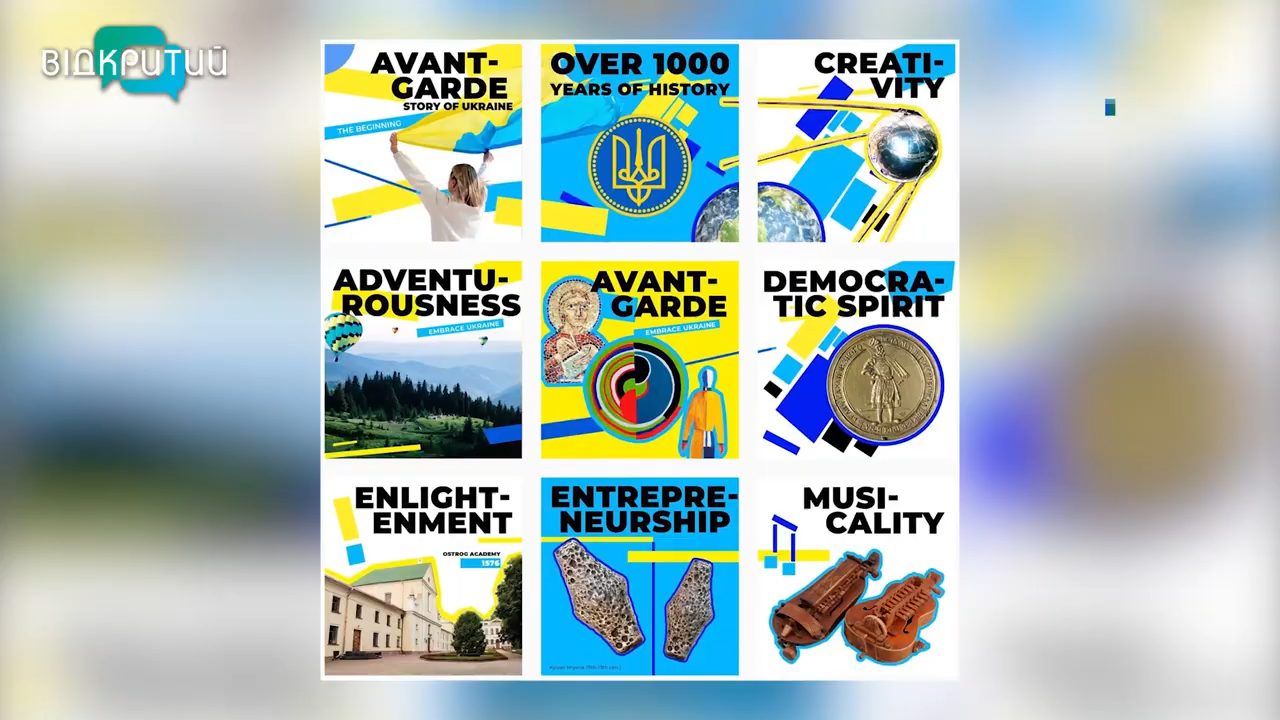 ВІДКРИТИЙ
AVANT-
GARDE
STORY OF UKRAINE
THE BEGINNING
OVER 1000
YEARS OF HISTORY
CREATI-
VITY
ADVENTU-
ROUSNESS
EMBRACE UKRAINE
AVANT-
GARDE
EMBRACE UKRAINE
DEMOCRA-
TIC SPIRIT
ENLIGHT-
ENMENT
OSTROG ACADEMY
1576
ENTREPRE-
NEURSHIP
MUSI-
CALITY